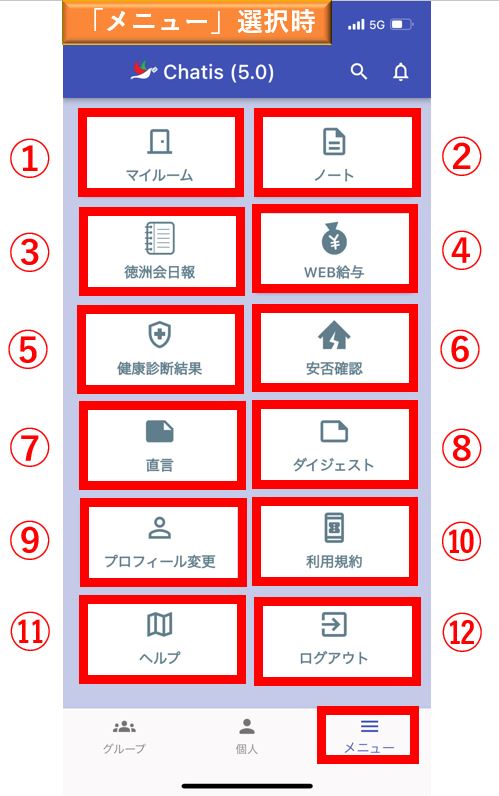 「メニュー」選択時
5G
Chatis (5.0)
① マイルーム
② ノート
③ 徳洲会日報
④ WEB給与
⑤ 健康診断結果
⑥ 安否確認
⑦ 直言
⑧ ダイジェスト
⑨ プロフィール変更
⑩ 利用規約
⑪ ヘルプ
⑫ ログアウト
グループ
個人
メニュー